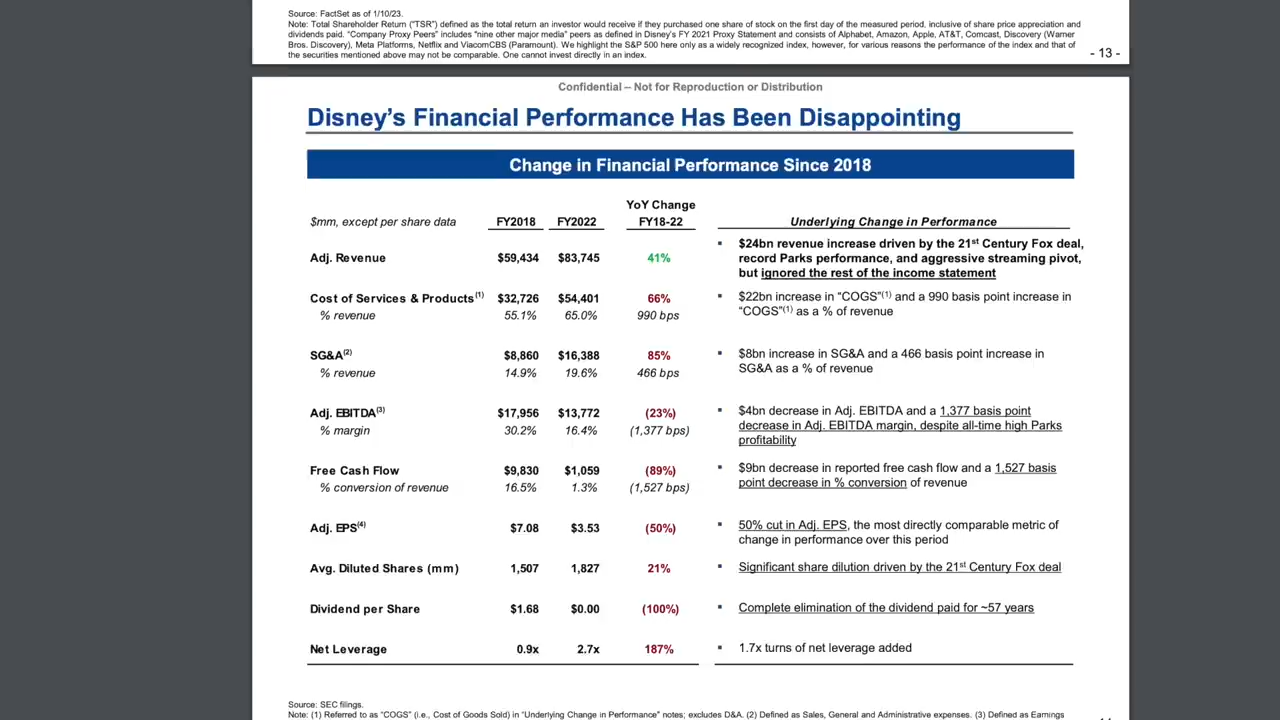 Source: FactSet as of 1/10/23.
Note: Total Shareholder Return ("TSR") defined as the total return an investor would receive if they purchased one share of stock on the first day of the measured period, inclusive of share price appreciation and
dividends paid. "Company Proxy Peers" includes "nine other major media" peers as defined in Disney's FY 2021 Proxy Statement and consists of Alphabet, Amazon, Apple, AT&T, Comcast, Discovery (Warner
Bros. Discovery), Meta Platforms, Netflix and ViacomCBS (Paramount). We highlight the S&P 500 here only as a widely recognized index, however, for various reasons the performance of the index and that of
the securities mentioned above may not be comparable. One cannot invest directly in an index.
- 13 -
Confidential – Not for Reproduction or Distribution
Disney's Financial Performance Has Been Disappointing
Change in Financial Performance Since 2018
YoY Change
$mm, except per share data FY2018 FY2022 FY18-22 Underlying Change in Performance
Adj. Revenue $59,434 $83,745 41%
▪ $24bn revenue increase driven by the 21st Century Fox deal,
record Parks performance, and aggressive streaming pivot,
but ignored the rest of the income statement
Cost of Services & Products(1) $32,726 $54,401 66%
% revenue 55.1% 65.0% 990 bps
▪ $22bn increase in "COGS"(1) and a 990 basis point increase in
"COGS"(1) as a % of revenue
SG&A(2) $8,860 $16,388 85%
% revenue 14.9% 19.6% 466 bps
▪ $8bn increase in SG&A and a 466 basis point increase in
SG&A as a % of revenue
Adj. EBITDA(3) $17,956 $13,772 (23%)
% margin 30.2% 16.4% (1,377 bps)
▪ $4bn decrease in Adj. EBITDA and a 1,377 basis point
decrease in Adj. EBITDA margin, despite all-time high Parks
profitability
Free Cash Flow $9,830 $1,059 (89%)
% conversion of revenue 16.5% 1.3% (1,527 bps)
▪ $9bn decrease in reported free cash flow and a 1,527 basis
point decrease in % conversion of revenue
Adj. EPS(4) $7.08 $3.53 (50%)
▪ 50% cut in Adj. EPS, the most directly comparable metric of
change in performance over this period
Avg. Diluted Shares (mm) 1,507 1,827 21%
▪ Significant share dilution driven by the 21st Century Fox deal
Dividend per Share $1.68 $0.00 (100%)
▪ Complete elimination of the dividend paid for ~57 years
Net Leverage 0.9x 2.7x 187%
▪ 1.7x turns of net leverage added
Source: SEC filings.
Note: (1) Referred to as "COGS" (i.e., Cost of Goods Sold) in "Underlying Change in Performance" notes; excludes D&A. (2) Defined as Sales, General and Administrative expenses. (3) Defined as Earnings